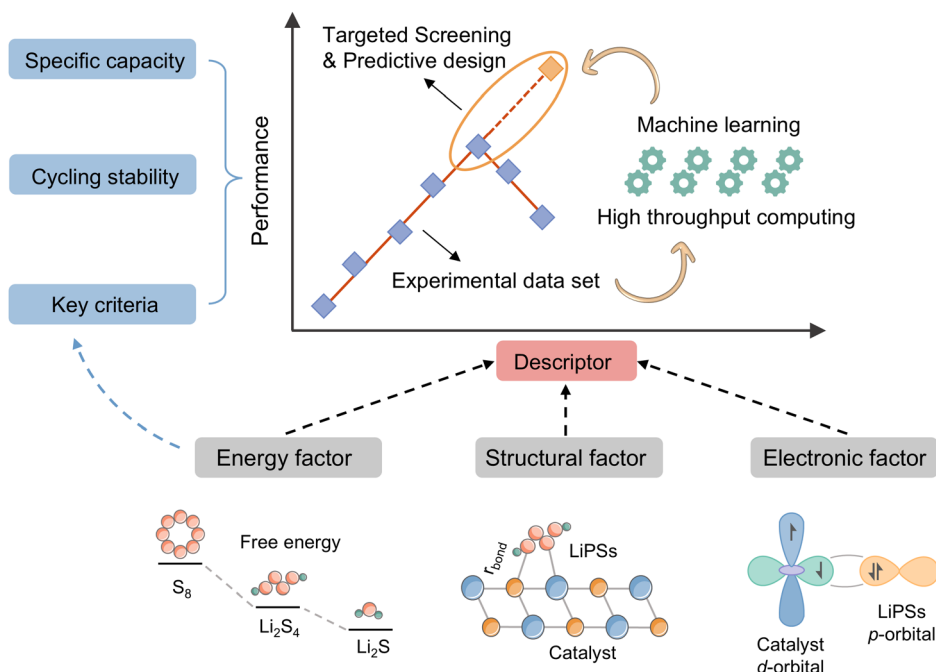 Specific capacity
Cycling stability
Key criteria
Performance
Targeted Screening
& Predictive design
Machine learning
High throughput computing
Experimental data set
Descriptor
Energy factor
Structural factor
Electronic factor
Free energy
S₈
Li₂S₄
Li₂S
r_bond
LiPSs
Catalyst
Catalyst
d-orbital
LiPSs
p-orbital